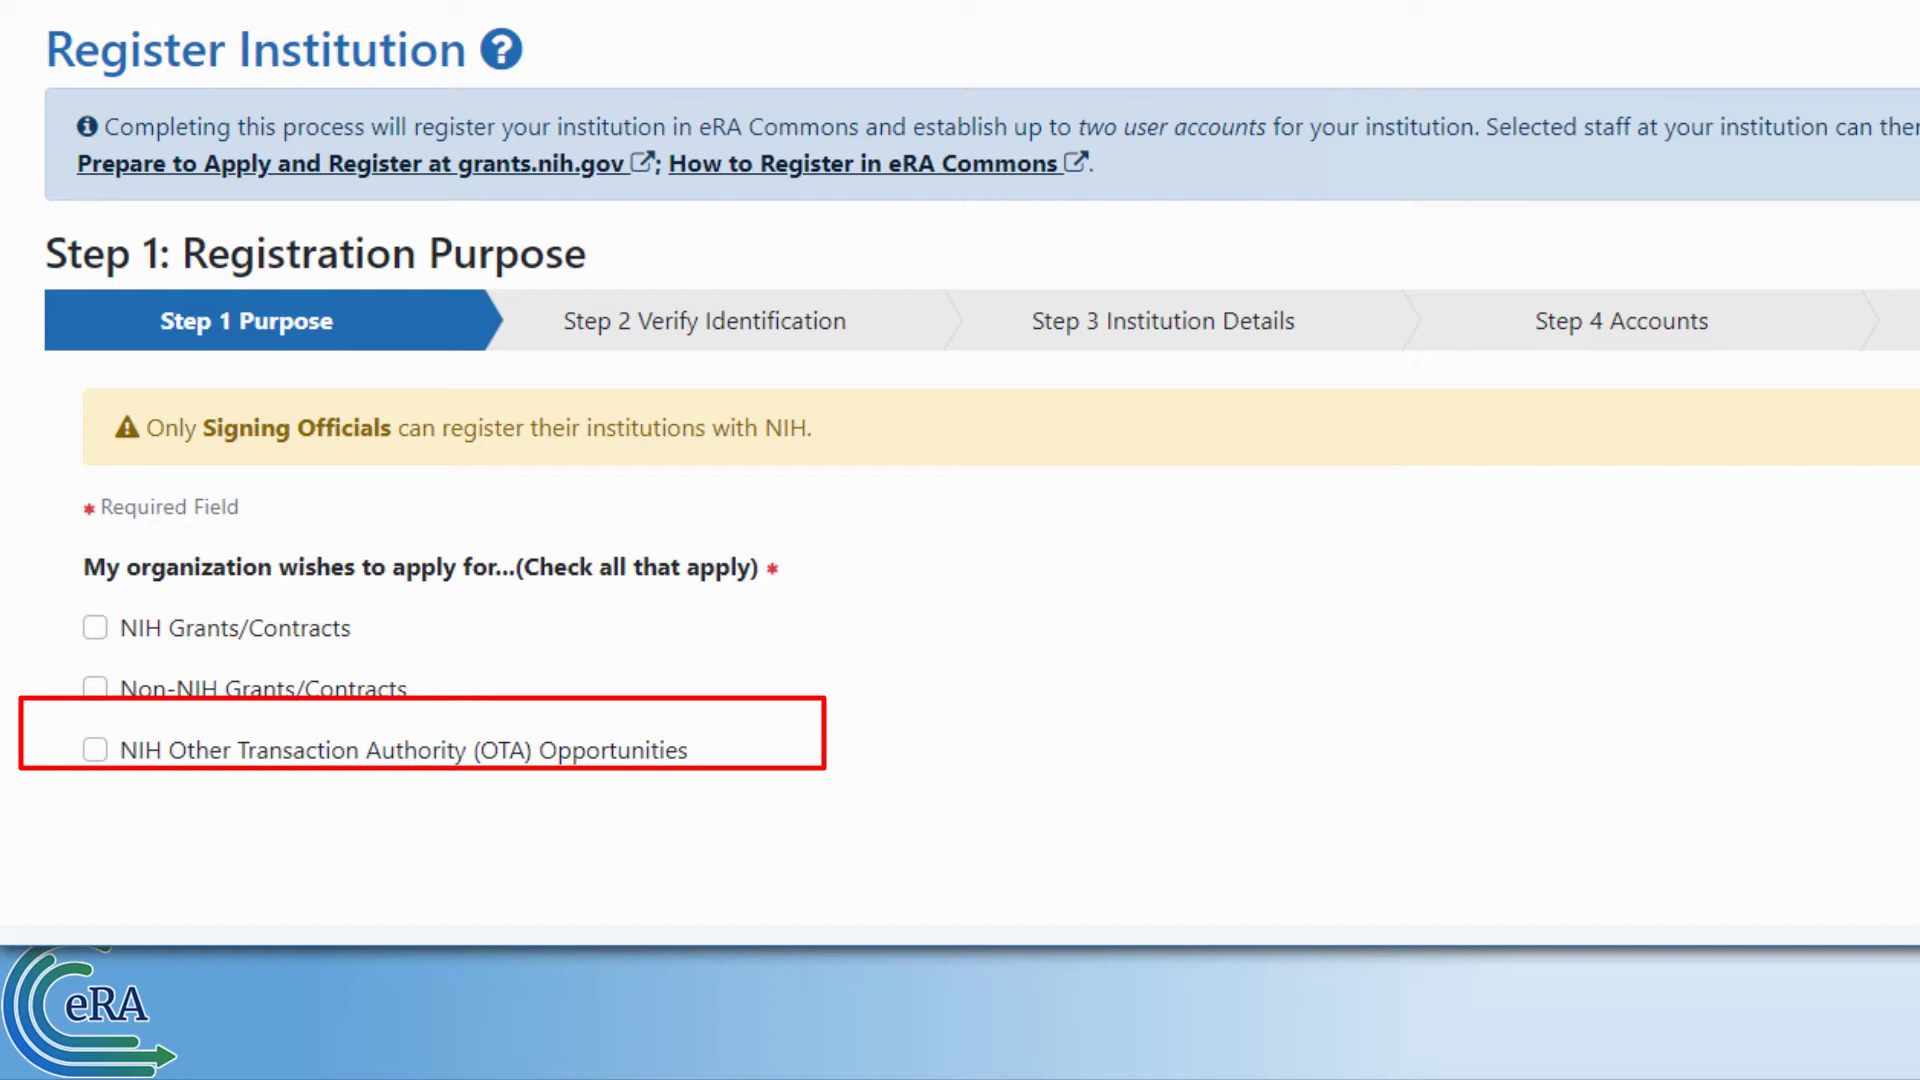 Register Institution ?
Completing this process will register your institution in eRA Commons and establish up to two user accounts for your institution. Selected staff at your institution can
Prepare to Apply and Register at grants.nih.gov ; How to Register in eRA Commons .
Step 1: Registration Purpose
Step 1 Purpose Step 2 Verify Identification Step 3 Institution Details Step 4 Accounts
Only Signing Officials can register their institutions with NIH.
* Required Field
My organization wishes to apply for...(Check all that apply) *
NIH Grants/Contracts
Non-NIH Grants/Contracts
NIH Other Transaction Authority (OTA) Opportunities
eRA